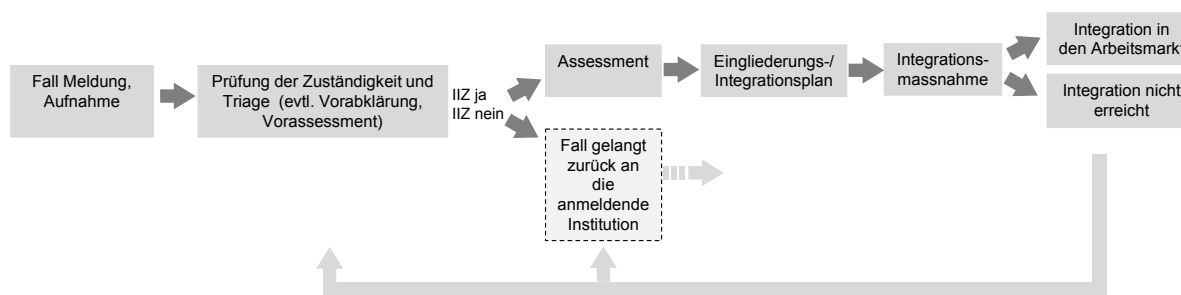 Fall Meldung,
Aufnahme
Prüfung der Zuständigkeit und
Triage (evtl. Vorabklärung,
Vorassessment)
IIZ ja
IIZ nein
Assessment
Eingliederungs-/
Integrationsplan
Integrations-
massnahme
Integration in
den Arbeitsmarkt
Integration nicht
erreicht
Fall gelangt
zurück an
die
anmeldende
Institution